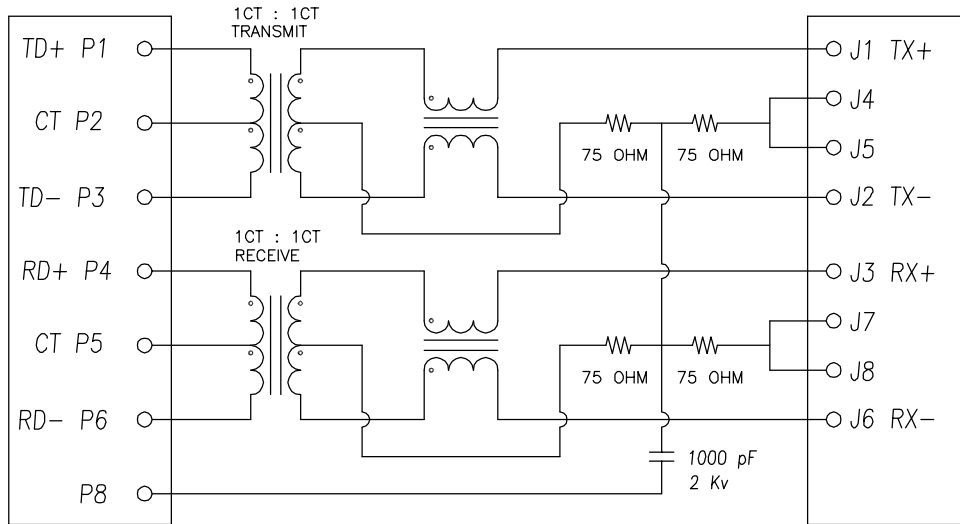 1CT : 1CT
TRANSMIT
TD+ P1
J1 TX+
J4
CT P2
75 OHM
75 OHM
J5
TD- P3
J2 TX-
1CT : 1CT
RECEIVE
RD+ P4
J3 RX+
J7
CT P5
75 OHM
75 OHM
J8
RD- P6
J6 RX-
1000 pF
2 Kv
P8